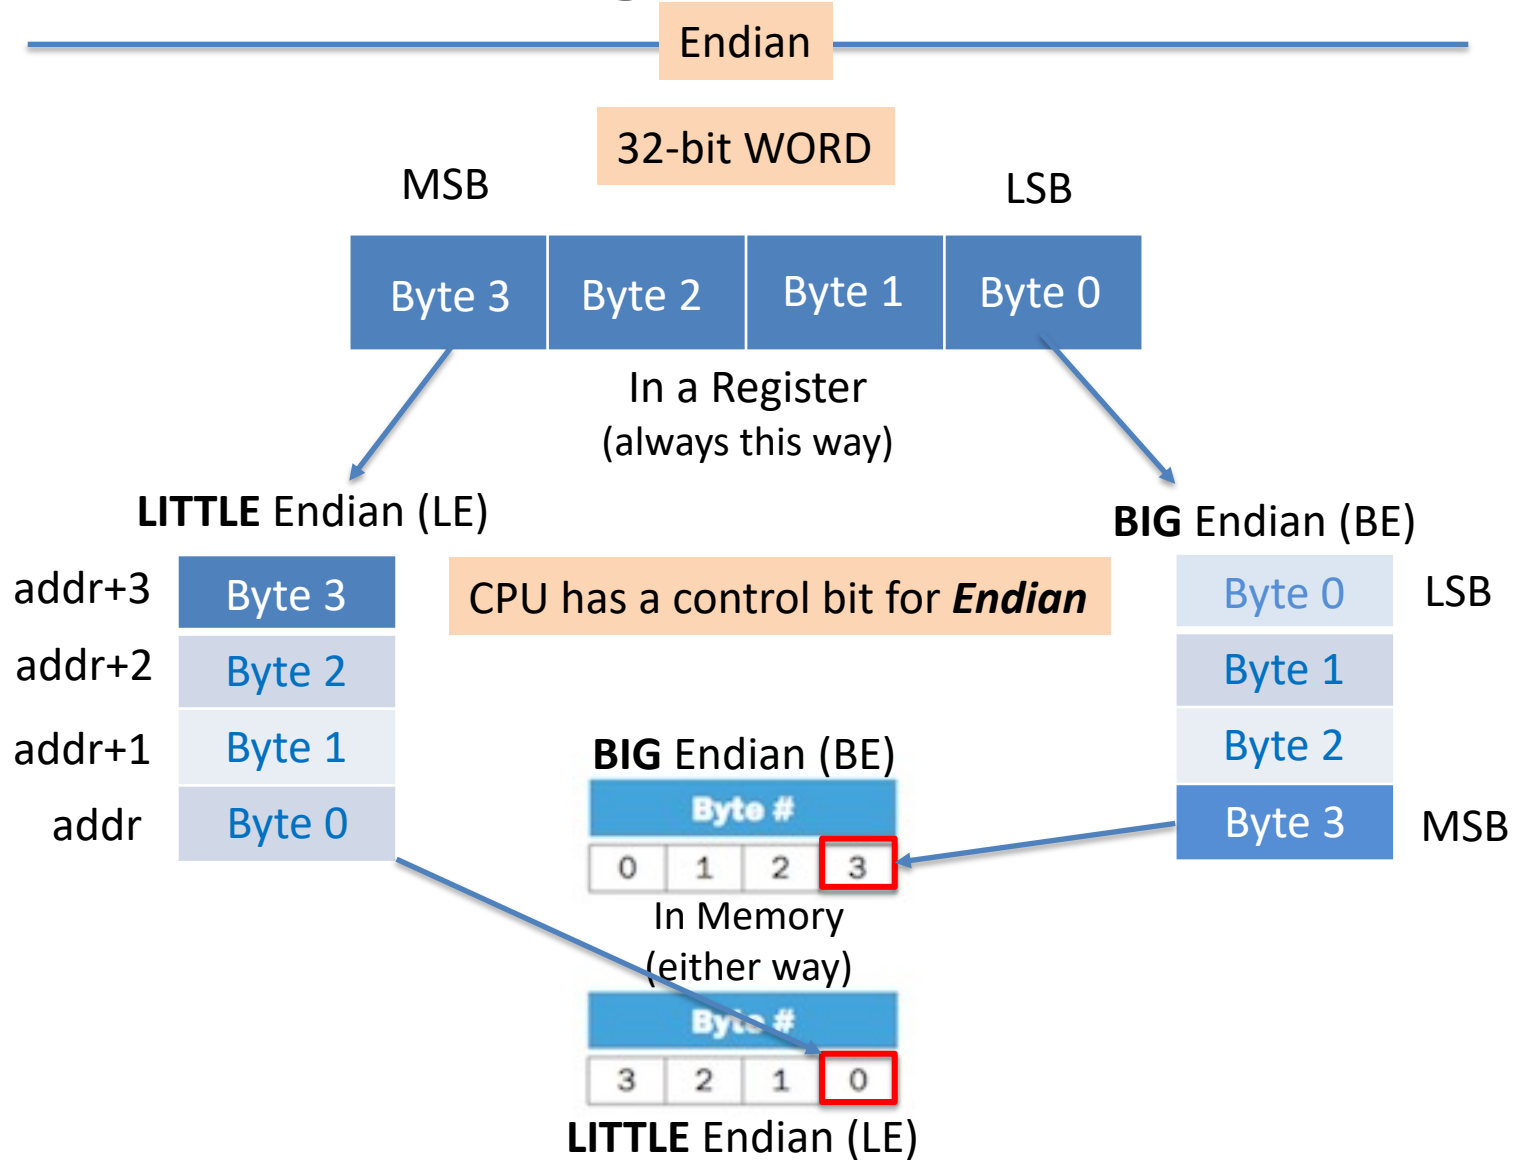 Endian
32-bit WORD
MSB
LSB
Byte 3 Byte 2 Byte 1 Byte 0
In a Register
(always this way)
LITTLE Endian (LE)
addr+3 Byte 3
addr+2 Byte 2
addr+1 Byte 1
addr Byte 0
CPU has a control bit for Endian
BIG Endian (BE)
Byte 0 LSB
Byte 1
Byte 2
Byte 3 MSB
BIG Endian (BE)
Byte #
0 1 2 3
In Memory
(either way)
Byte #
3 2 1 0
LITTLE Endian (LE)